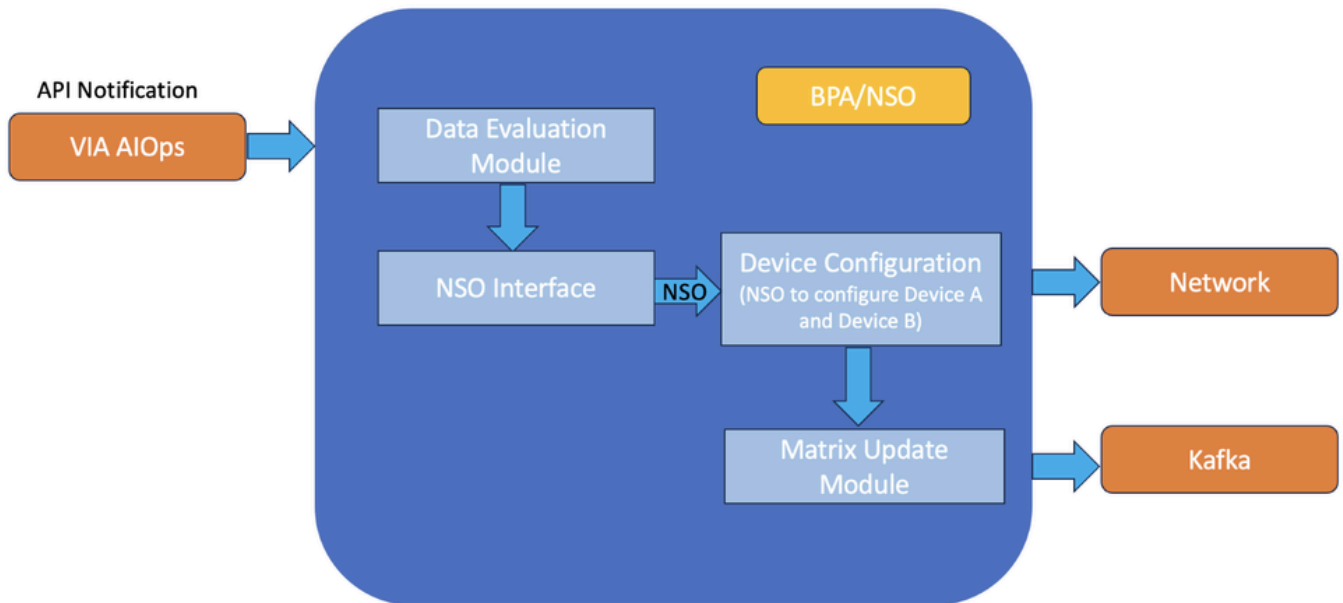 API Notification
VIA AIOps
BPA/NSO
Data Evaluation
Module
NSO Interface
NSO
Device Configuration
(NSO to configure Device A
and Device B)
Network
Matrix Update
Module
Kafka